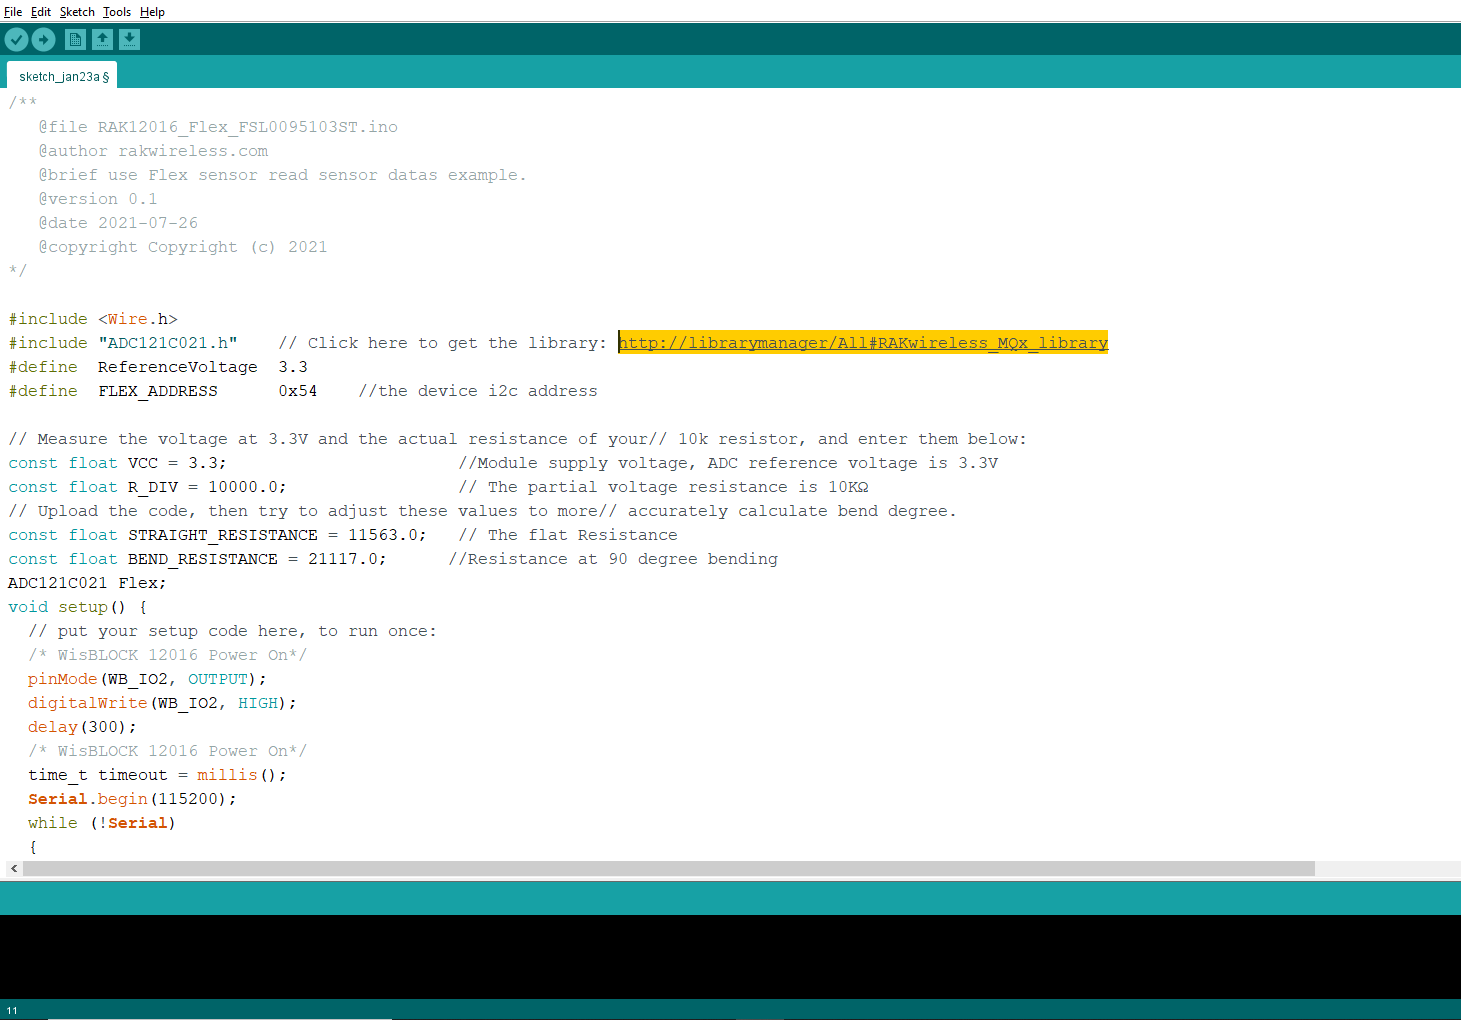 File Edit Sketch Tools Help
sketch_jan23a §
/**
@file RAK12016_Flex_FSL0095103ST.ino
@author rakwireless.com
@brief use Flex sensor read sensor datas example.
@version 0.1
@date 2021-07-26
@copyright Copyright (c) 2021
*/
#include <Wire.h>
#include "ADC121C021.h" // Click here to get the library: http://librarymanager/All#RAKwireless_MQx_library
#define ReferenceVoltage 3.3
#define FLEX_ADDRESS 0x54 //the device i2c address
// Measure the voltage at 3.3V and the actual resistance of your// 10k resistor, and enter them below:
const float VCC = 3.3; //Module supply voltage, ADC reference voltage is 3.3V
const float R_DIV = 10000.0; // The partial voltage resistance is 10KΩ
// Upload the code, then try to adjust these values to more// accurately calculate bend degree.
const float STRAIGHT_RESISTANCE = 11563.0; // The flat Resistance
const float BEND_RESISTANCE = 21117.0; //Resistance at 90 degree bending
ADC121C021 Flex;
void setup() {
// put your setup code here, to run once:
/* WisBLOCK 12016 Power On*/
pinMode(WB_IO2, OUTPUT);
digitalWrite(WB_IO2, HIGH);
delay(300);
/* WisBLOCK 12016 Power On*/
time_t timeout = millis();
Serial.begin(115200);
while (!Serial)
{
11